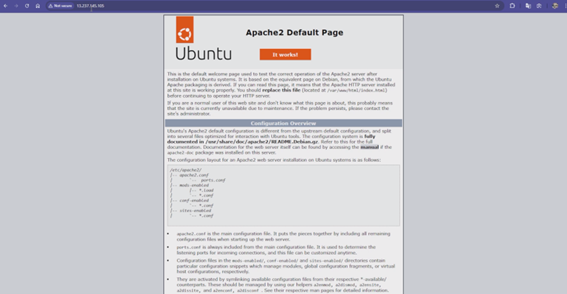 Not secure 13.237.145.105
Ubuntu
Apache2 Default Page
It works!
This is the default welcome page used to test the correct operation of the Apache2 server after
installation on Ubuntu systems. It is based on the equivalent page on Debian, from which the Ubuntu
Apache packaging is derived. If you can read this page, it means that the Apache HTTP server installed
at this site is working properly. You should replace this file (located at /var/www/html/index.html)
before continuing to operate your HTTP server.
If you are a normal user of this web site and don't know what this page is about, this probably means
that the site is currently unavailable due to maintenance. If the problem persists, please contact the
site's administrator.
Configuration Overview
Ubuntu's Apache2 default configuration is different from the upstream default configuration, and split
into several files optimized for interaction with Ubuntu tools. The configuration system is fully
documented in /usr/share/doc/apache2/README.Debian.gz. Refer to this for the full
documentation. Documentation for the web server itself can be found by accessing the manual if the
apache2-doc package was installed on this server.
The configuration layout for an Apache2 web server installation on Ubuntu systems is as follows:
/etc/apache2/
|-- apache2.conf
|       `-- ports.conf
|-- mods-enabled
|       |-- *.load
|       `-- *.conf
|-- conf-enabled
|       `-- *.conf
|-- sites-enabled
|       `-- *.conf
• apache2.conf is the main configuration file. It puts the pieces together by including all remaining
configuration files when starting up the web server.
• ports.conf is always included from the main configuration file. It is used to determine the
listening ports for incoming connections, and this file can be customized anytime.
• Configuration files in the mods-enabled/, conf-enabled/ and sites-enabled/ directories contain
particular configuration snippets which manage modules, global configuration fragments, or virtual
host configurations, respectively.
• They are activated by symlinking available configuration files from their respective *-available/
counterparts. These should be managed by using our helpers a2enmod, a2dismod, a2ensite,
a2dissite, and a2enconf, a2disconf . See their respective man pages for detailed information.